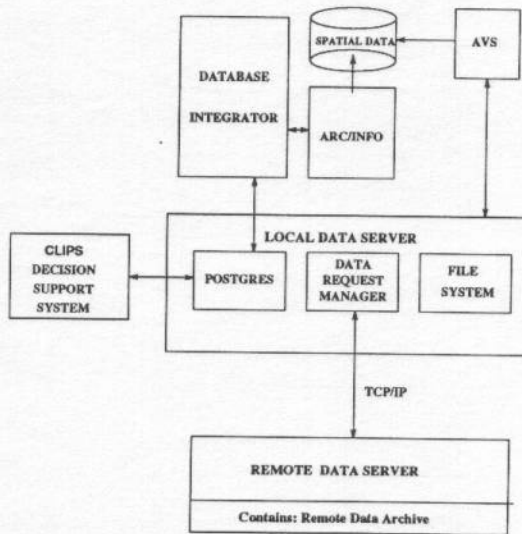 SPATIAL DATA
AVS
DATABASE
INTEGRATOR
ARC/INFO
LOCAL DATA SERVER
CLIPS
DECISION
SUPPORT
SYSTEM
POSTGRES
DATA
REQUEST
MANAGER
FILE
SYSTEM
TCP/IP
REMOTE DATA SERVER
Contains: Remote Data Archive